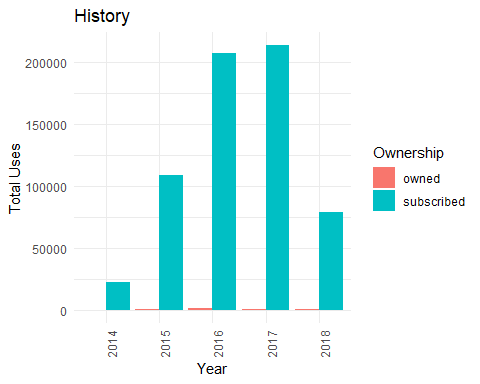 History
Total Uses
200000
150000
100000
50000
0
2014
2015
2016
2017
2018
Year
Ownership
owned
subscribed